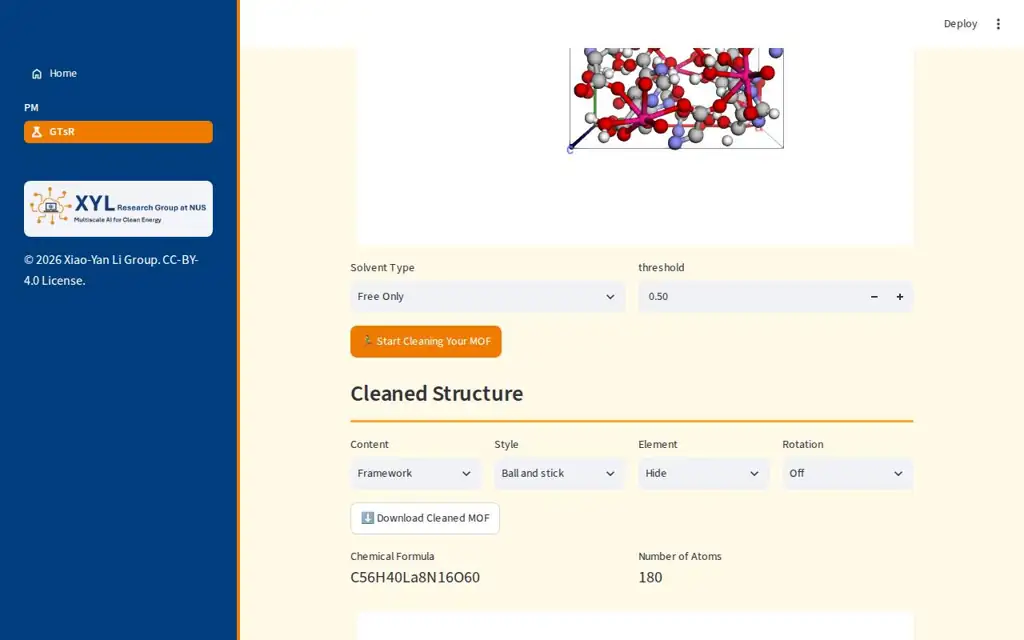 Deploy
Home
PM
GTsR
XYL Research Group at NUS
Multiscale AI for Clean Energy
© 2026 Xiao-Yan Li Group. CC-BY-
4.0 License.
Solvent Type
threshold
Free Only
0.50
Start Cleaning Your MOF
Cleaned Structure
Content
Style
Element
Rotation
Framework
Ball and stick
Hide
Off
Download Cleaned MOF
Chemical Formula
Number of Atoms
C56H40La8N16O60
180